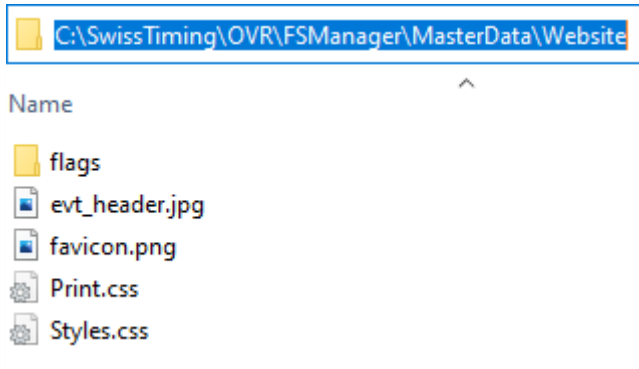 C:\SwissTiming\OVR\FSManager\MasterData\Website
Name
flags
evt_header.jpg
favicon.png
Print.css
Styles.css